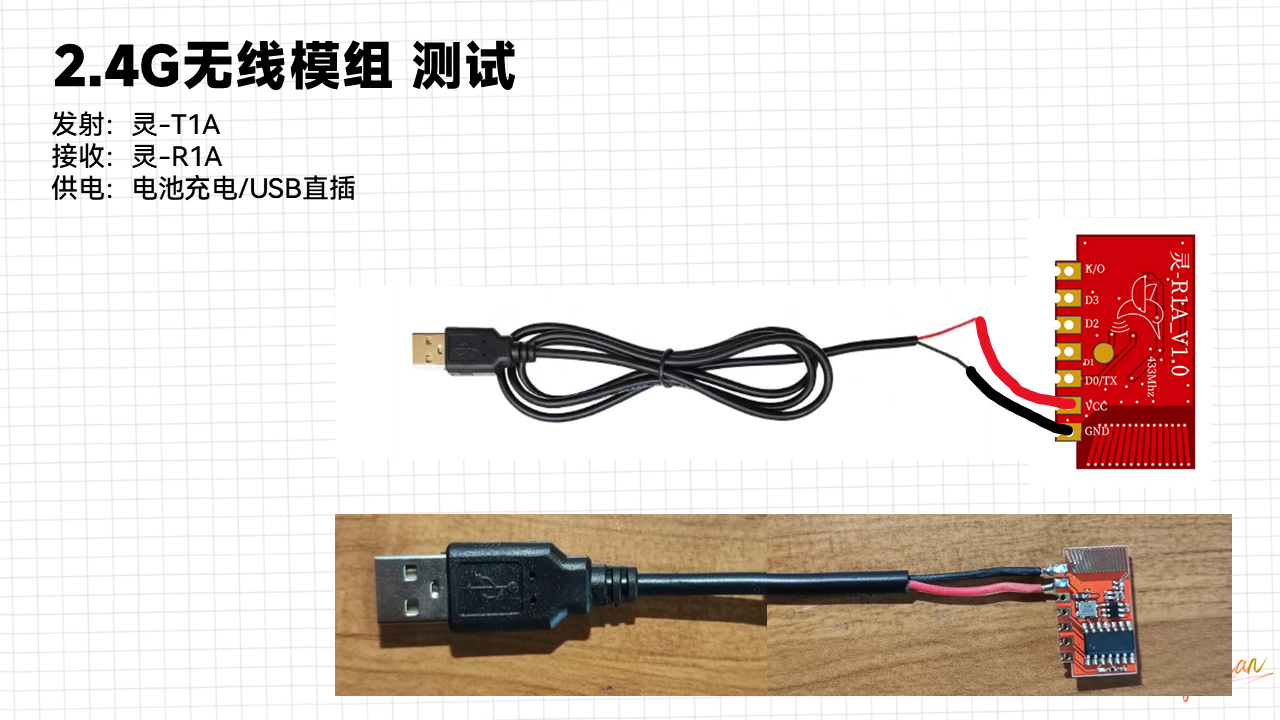 2.4G无线模组 测试
发射：灵-T1A
接收：灵-R1A
供电：电池充电/USB直插
K/O
D3
D2
D1
D0/TX
VCC
GND
灵-R1A_V1.0
433Mhz